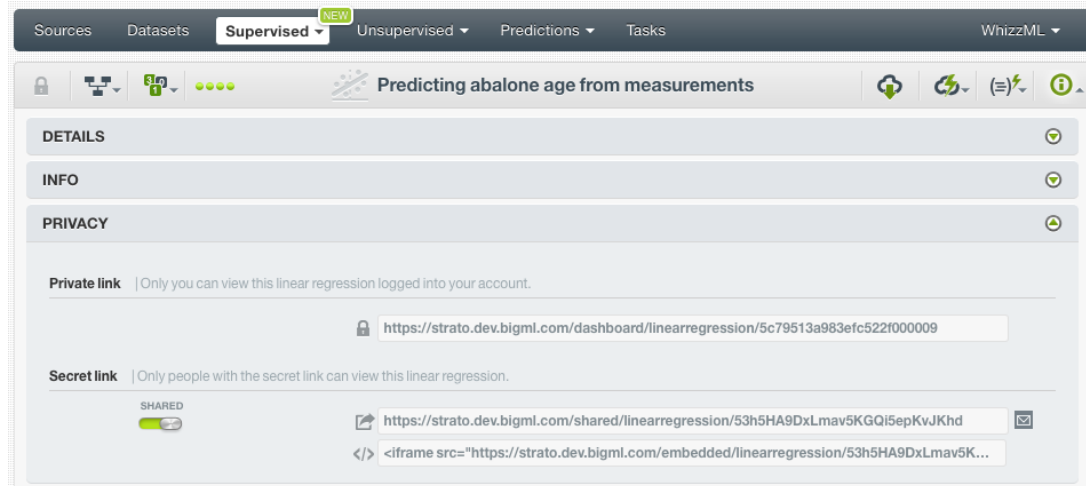 Sources Datasets Supervised NEW Unsupervised Predictions Tasks WhizzML
Predicting abalone age from measurements
DETAILS
INFO
PRIVACY
Private link | Only you can view this linear regression logged into your account.
https://strato.dev.bigml.com/dashboard/linearregression/5c79513a983efc522f000009
Secret link | Only people with the secret link can view this linear regression.
SHARED
https://strato.dev.bigml.com/shared/linearregression/53h5HA9DxLmav5KGQi5epKvJKhd
<iframe src="https://strato.dev.bigml.com/embedded/linearregression/53h5HA9DxLmav5K...